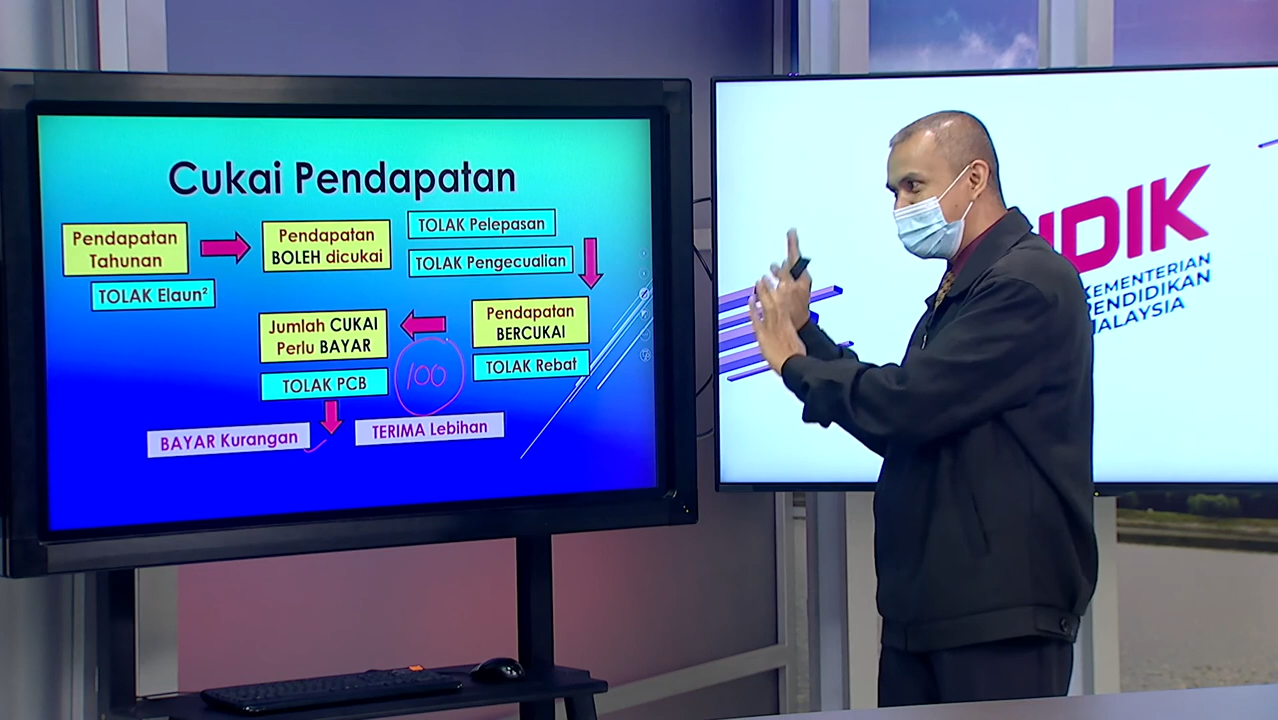 Cukai Pendapatan
Pendapatan
Tahunan
TOLAK Elaun²
Pendapatan
BOLEH dicukai
TOLAK Pelepasan
TOLAK Pengecualian
Pendapatan
BERCUKAI
TOLAK Rebat
Jumlah CUKAI
Perlu BAYAR
TOLAK PCB
100
BAYAR Kurangan
TERIMA Lebihan
IDIK
KEMENTERIAN
PENDIDIKAN
MALAYSIA